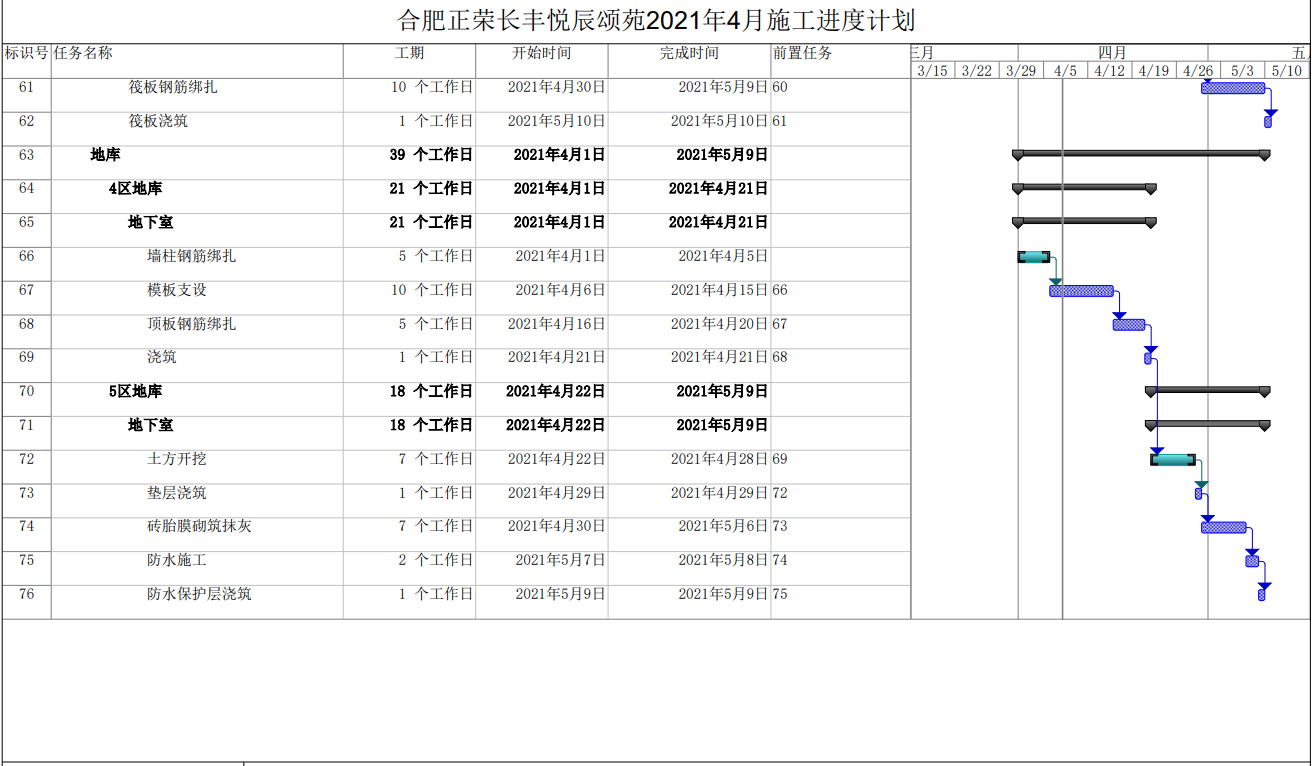 合肥正荣长丰悦辰颂苑2021年4月施工进度计划
标识号 任务名称 工期 开始时间 完成时间 前置任务 三月 四月 五
3/15 3/22 3/29 4/5 4/12 4/19 4/26 5/3 5/10
61 筏板钢筋绑扎 10 个工作日 2021年4月30日 2021年5月9日 60
62 筏板浇筑 1 个工作日 2021年5月10日 2021年5月10日 61
63 地库 39 个工作日 2021年4月1日 2021年5月9日
64 4区地库 21 个工作日 2021年4月1日 2021年4月21日
65 地下室 21 个工作日 2021年4月1日 2021年4月21日
66 墙柱钢筋绑扎 5 个工作日 2021年4月1日 2021年4月5日
67 模板支设 10 个工作日 2021年4月6日 2021年4月15日 66
68 顶板钢筋绑扎 5 个工作日 2021年4月16日 2021年4月20日 67
69 浇筑 1 个工作日 2021年4月21日 2021年4月21日 68
70 5区地库 18 个工作日 2021年4月22日 2021年5月9日
71 地下室 18 个工作日 2021年4月22日 2021年5月9日
72 土方开挖 7 个工作日 2021年4月22日 2021年4月28日 69
73 垫层浇筑 1 个工作日 2021年4月29日 2021年4月29日 72
74 砖胎膜砌筑抹灰 7 个工作日 2021年4月30日 2021年5月6日 73
75 防水施工 2 个工作日 2021年5月7日 2021年5月8日 74
76 防水保护层浇筑 1 个工作日 2021年5月9日 2021年5月9日 75